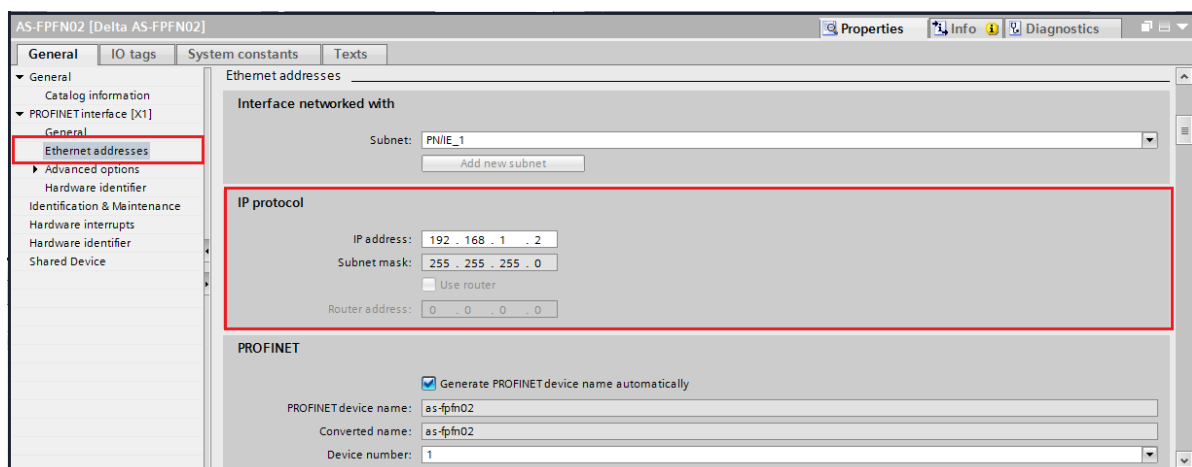 AS-FPFN02 [Delta AS-FPFN02]
Properties Info Diagnostics
General IO tags System constants Texts
General
Catalog information
PROFINET interface [X1]
General
Ethernet addresses
Advanced options
Hardware identifier
Identification & Maintenance
Hardware interrupts
Hardware identifier
Shared Device
Ethernet addresses
Interface networked with
Subnet: PN/IE_1
Add new subnet
IP protocol
IP address: 192 . 168 . 1 . 2
Subnet mask: 255 . 255 . 255 . 0
Use router
Router address: 0 . 0 . 0 . 0
PROFINET
Generate PROFINET device name automatically
PROFINET device name: as-fpfn02
Converted name: as-fpfn02
Device number: 1